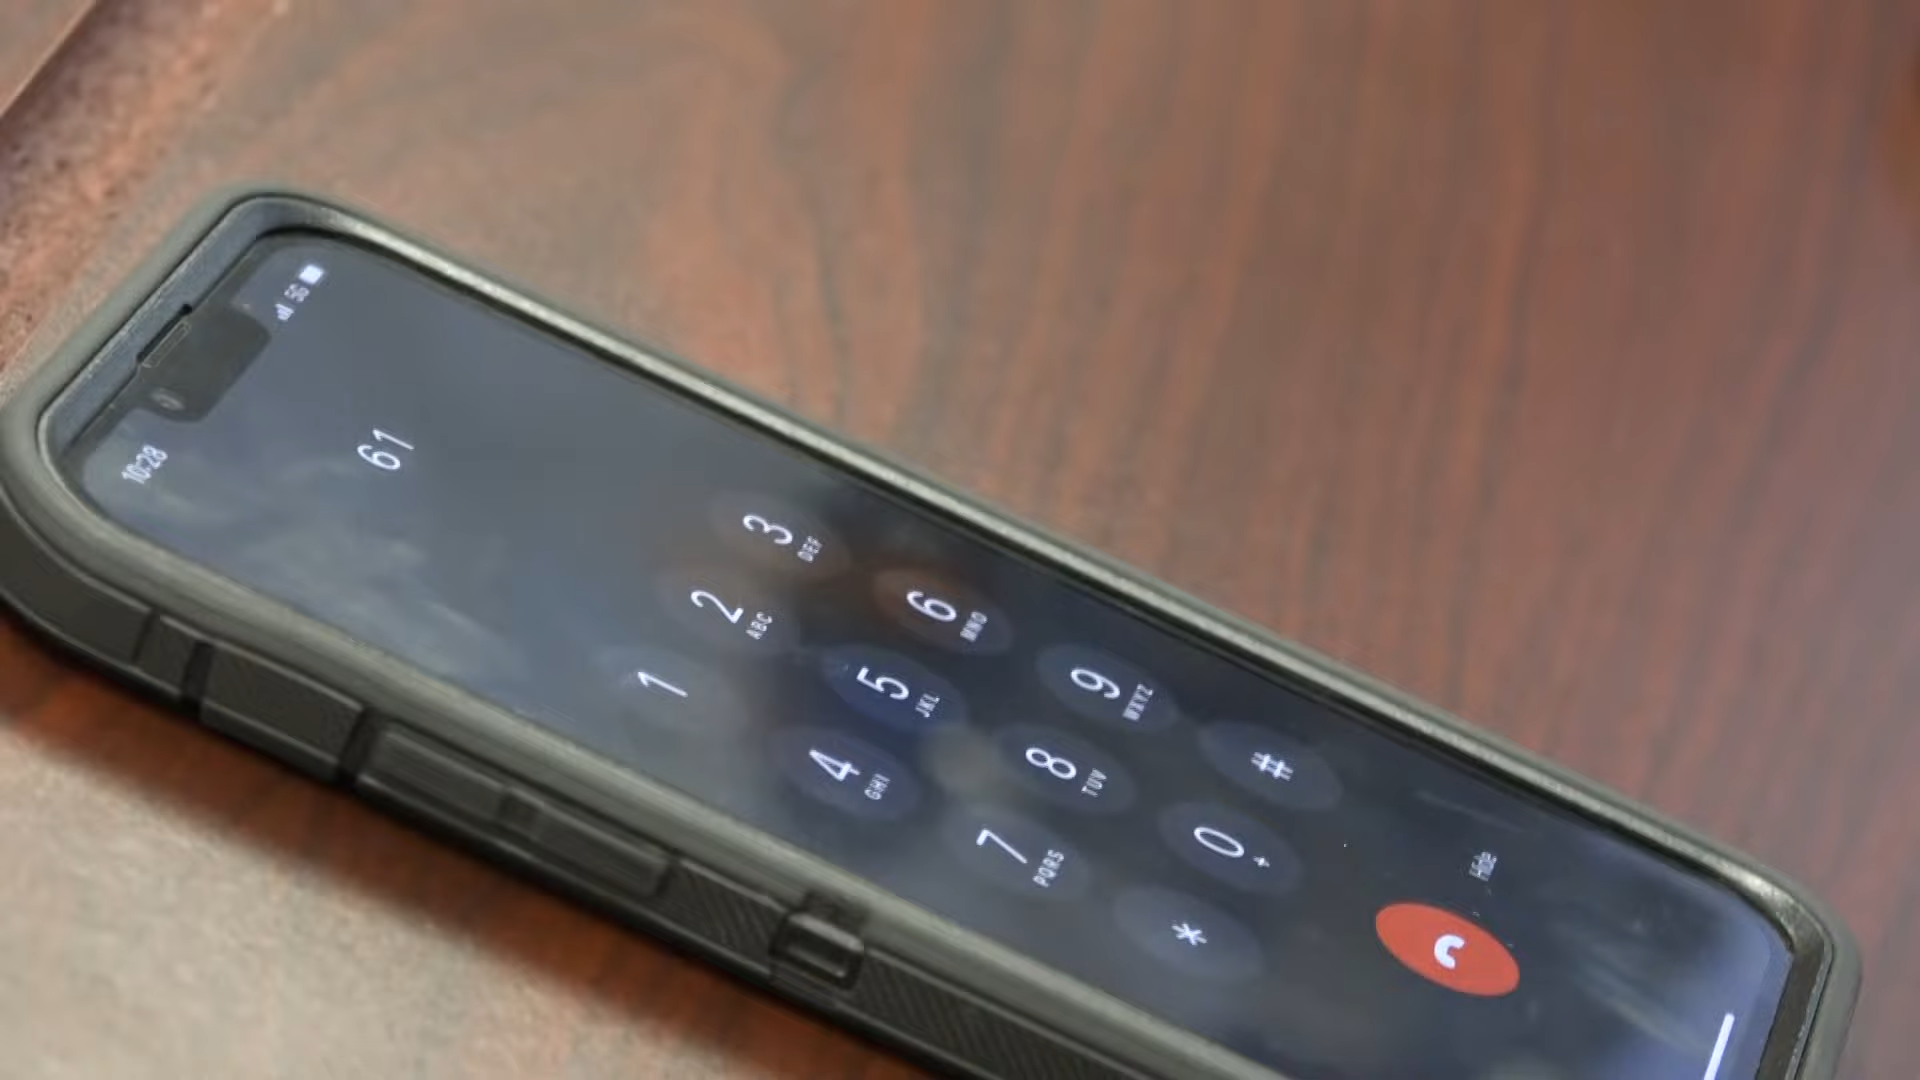 10:28 5G
61
1 2 3
ABC DEF
4 5 6
GHI JKL MNO
7 8 9
PQRS TUV WXYZ
* 0 #
+
Hide